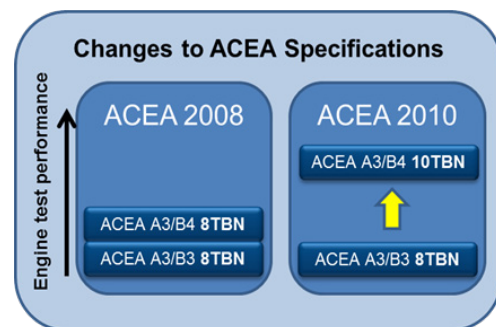 Changes to ACEA Specifications
Engine test performance
ACEA 2008
ACEA A3/B4 8TBN
ACEA A3/B3 8TBN
ACEA 2010
ACEA A3/B4 10TBN
ACEA A3/B3 8TBN